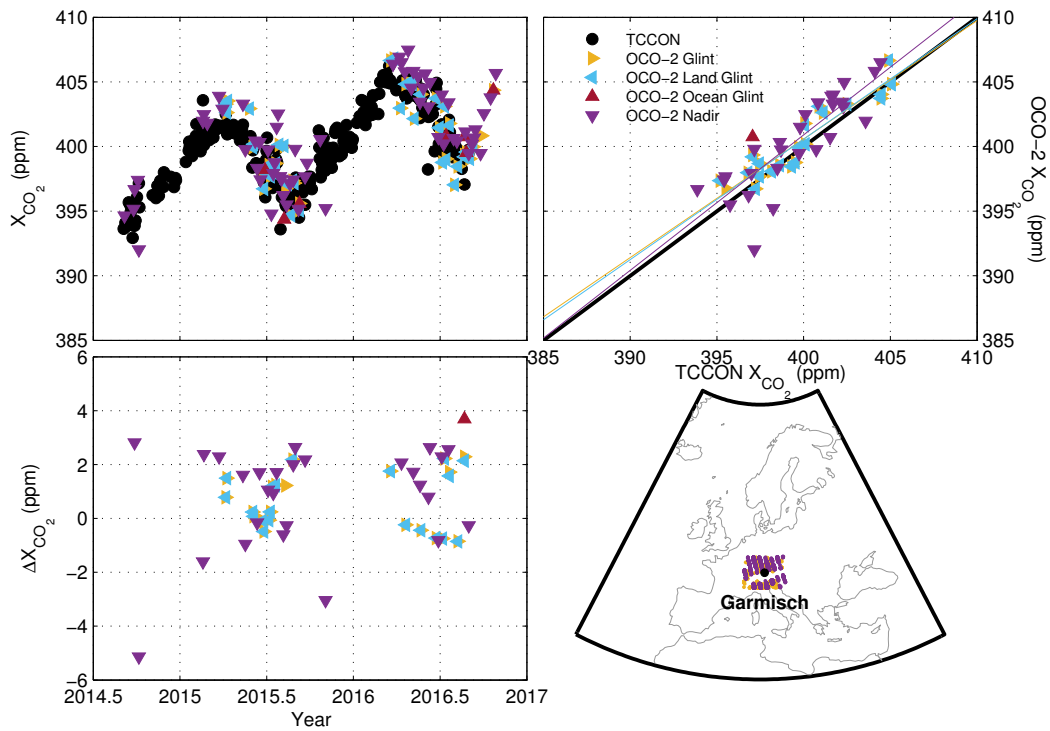 410
405
400
395
390
385
X_CO2 (ppm)
TCCON
OCO-2 Glint
OCO-2 Land Glint
OCO-2 Ocean Glint
OCO-2 Nadir
410
405
400
395
390
385
OCO-2 X_CO2 (ppm)
385 390 395 400 405 410
TCCON X_CO2 (ppm)
6
4
2
0
−2
−4
−6
ΔX_CO2 (ppm)
2014.5 2015 2015.5 2016 2016.5 2017
Year
Garmisch